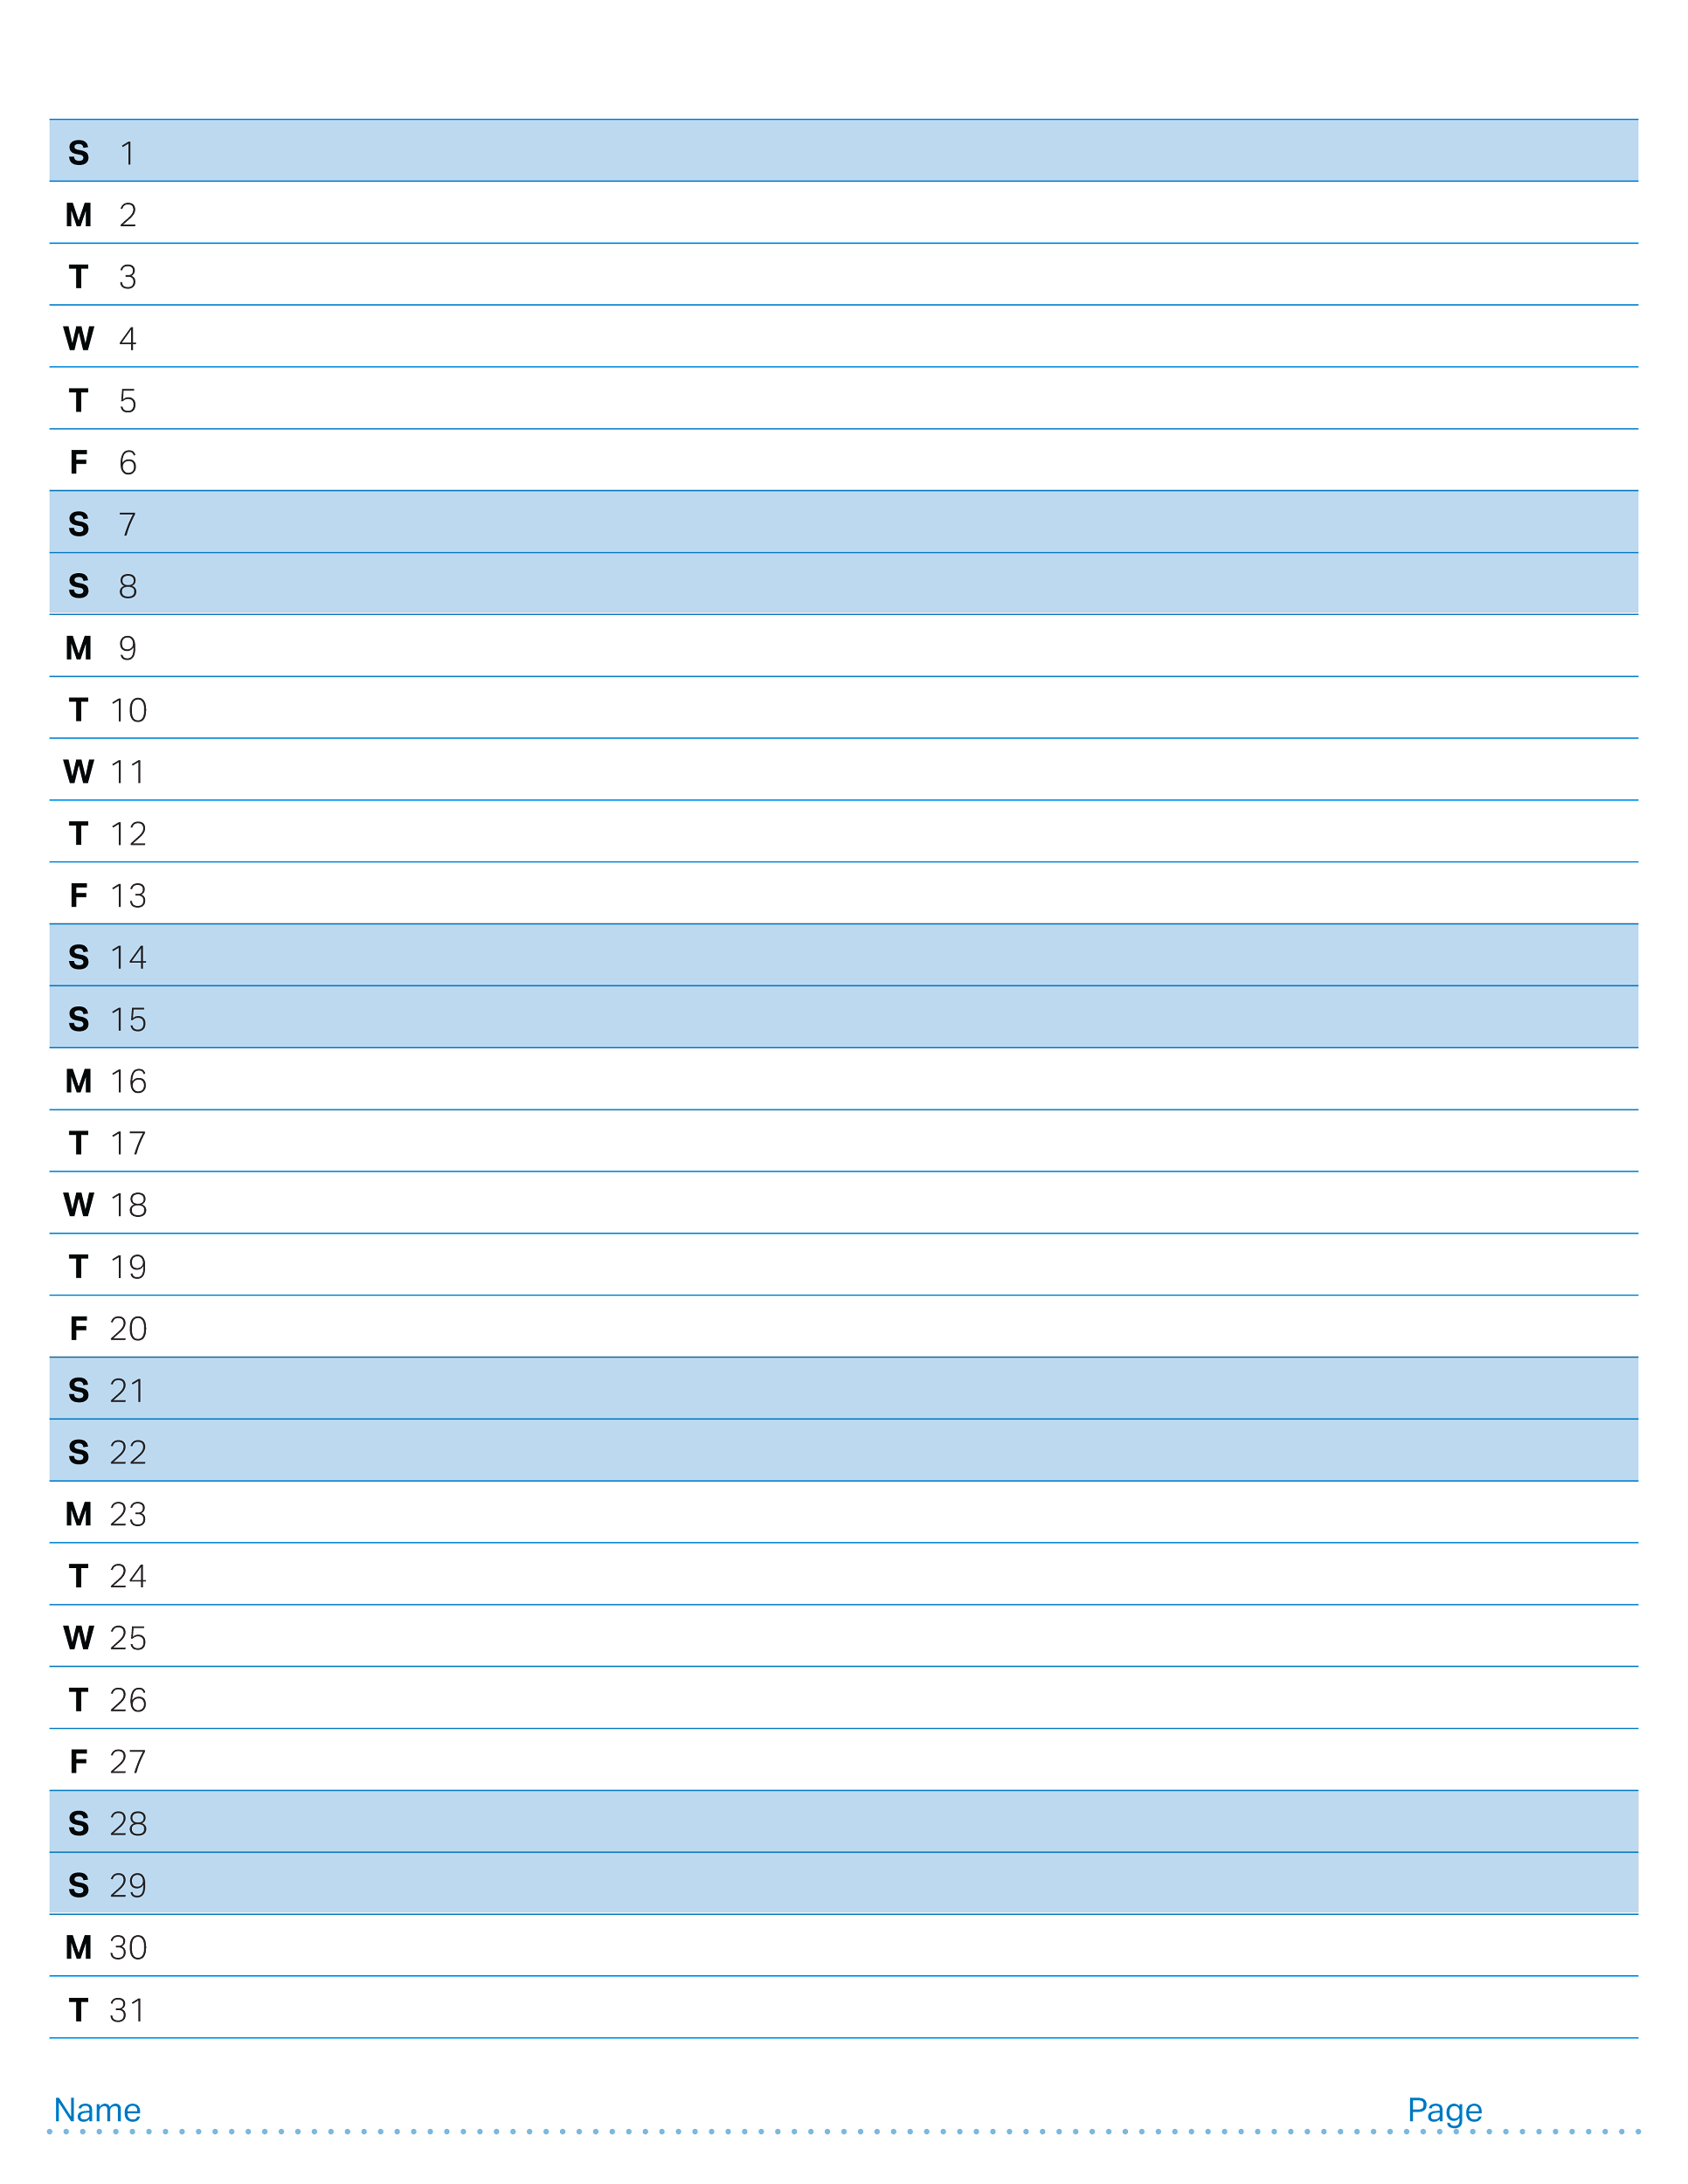 S 1
M 2
T 3
W 4
T 5
F 6
S 7
S 8
M 9
T 10
W 11
T 12
F 13
S 14
S 15
M 16
T 17
W 18
T 19
F 20
S 21
S 22
M 23
T 24
W 25
T 26
F 27
S 28
S 29
M 30
T 31
Name Page